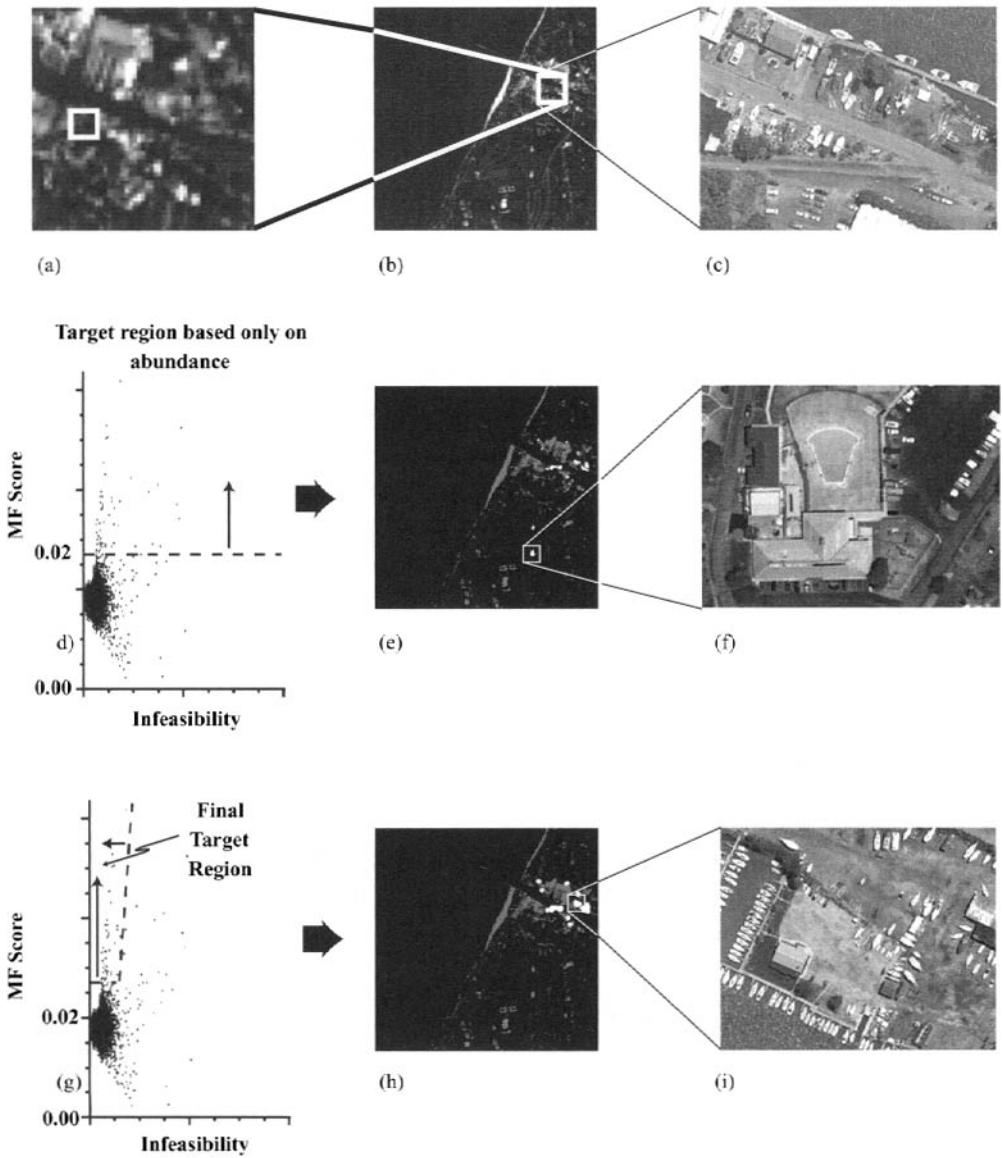 (a)
(b)
(c)
Target region based only on
abundance
MF Score
0.02
d)
0.00
Infeasibility
(e)
(f)
Final
Target
Region
MF Score
0.02
(g)
0.00
Infeasibility
(h)
(i)